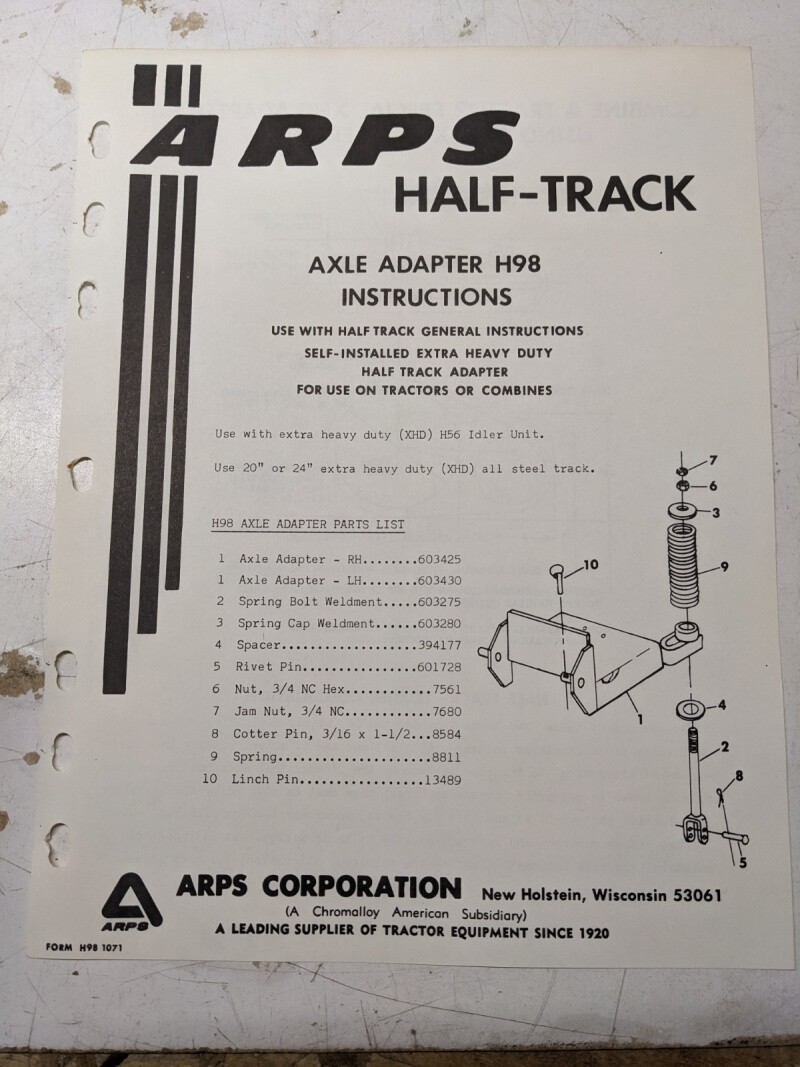 ARPS
HALF-TRACK
AXLE ADAPTER H98
INSTRUCTIONS
USE WITH HALF TRACK GENERAL INSTRUCTIONS
SELF-INSTALLED EXTRA HEAVY DUTY
HALF TRACK ADAPTER
FOR USE ON TRACTORS OR COMBINES
Use with extra heavy duty (XHD) H56 Idler Unit.
Use 20" or 24" extra heavy duty (XHD) all steel track.
H98 AXLE ADAPTER PARTS LIST
1 Axle Adapter - RH........603425
1 Axle Adapter - LH........603430
2 Spring Bolt Weldment.....603275
3 Spring Cap Weldment......603280
4 Spacer...................394177
5 Rivet Pin................601728
6 Nut, 3/4 NC Hex............7561
7 Jam Nut, 3/4 NC............7680
8 Cotter Pin, 3/16 x 1-1/2...8584
9 Spring.....................8811
10 Linch Pin.................13489
7
6
3
9
10
1
4
2
8
5
ARPS
ARPS CORPORATION New Holstein, Wisconsin 53061
(A Chromalloy American Subsidiary)
A LEADING SUPPLIER OF TRACTOR EQUIPMENT SINCE 1920
FORM H98 1071